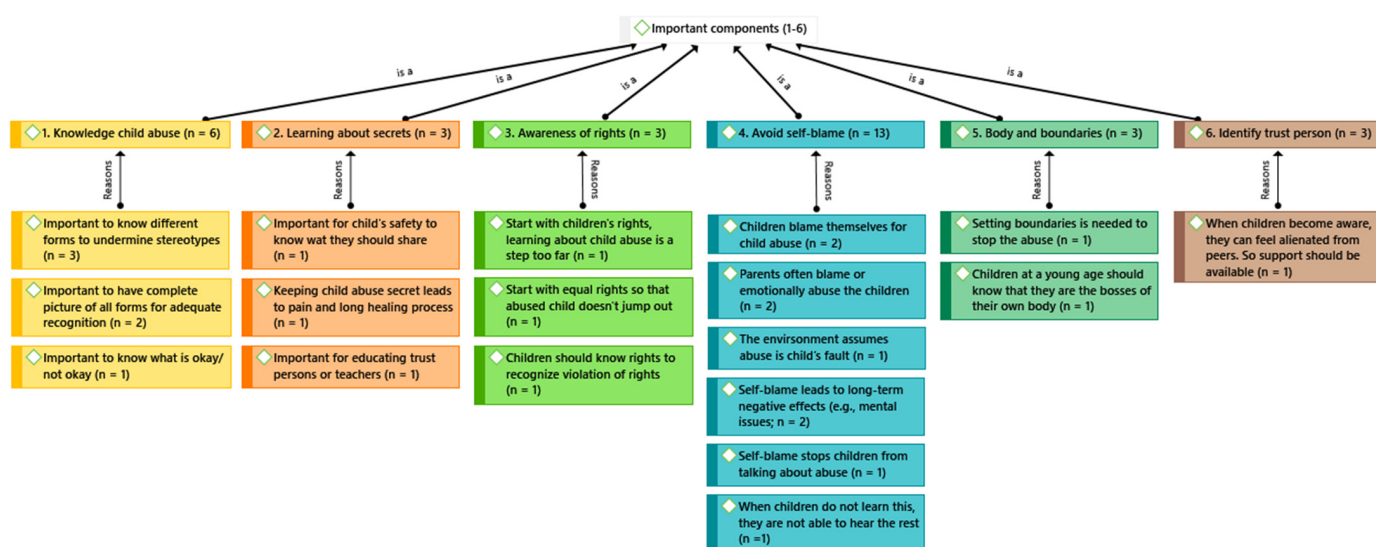 Important components (1-6)
is a
is a
is a
is a
is a
is a
1. Knowledge child abuse (n = 6)
2. Learning about secrets (n = 3)
3. Awareness of rights (n = 3)
4. Avoid self-blame (n = 13)
5. Body and boundaries (n = 3)
6. Identify trust person (n = 3)
Reasons
Reasons
Reasons
Reasons
Reasons
Reasons
Important to know different
forms to undermine stereotypes
(n = 3)
Important to have complete
picture of all forms for adequate
recognition (n = 2)
Important to know what is okay/
not okay (n = 1)
Important for child's safety to
know wat they should share
(n = 1)
Keeping child abuse secret leads
to pain and long healing process
(n = 1)
Important for educating trust
persons or teachers (n = 1)
Start with children's rights,
learning about child abuse is a
step too far (n = 1)
Start with equal rights so that
abused child doesn't jump out
(n = 1)
Children should know rights to
recognize violation of rights
(n = 1)
Children blame themselves for
child abuse (n = 2)
Parents often blame or
emotionally abuse the children
(n = 2)
The entvironment assumes
abuse is child's fault (n = 1)
Self-blame leads to long-term
negative effects (e.g., mental
issues; n = 2)
Self-blame stops children from
talking about abuse (n = 1)
When children do not learn this,
they are not able to hear the rest
(n =1)
Setting boundaries is needed to
stop the abuse (n = 1)
Children at a young age should
know that they are the bosses of
their own body (n = 1)
When children become aware,
they can feel alienated from
peers. So support should be
available (n = 1)